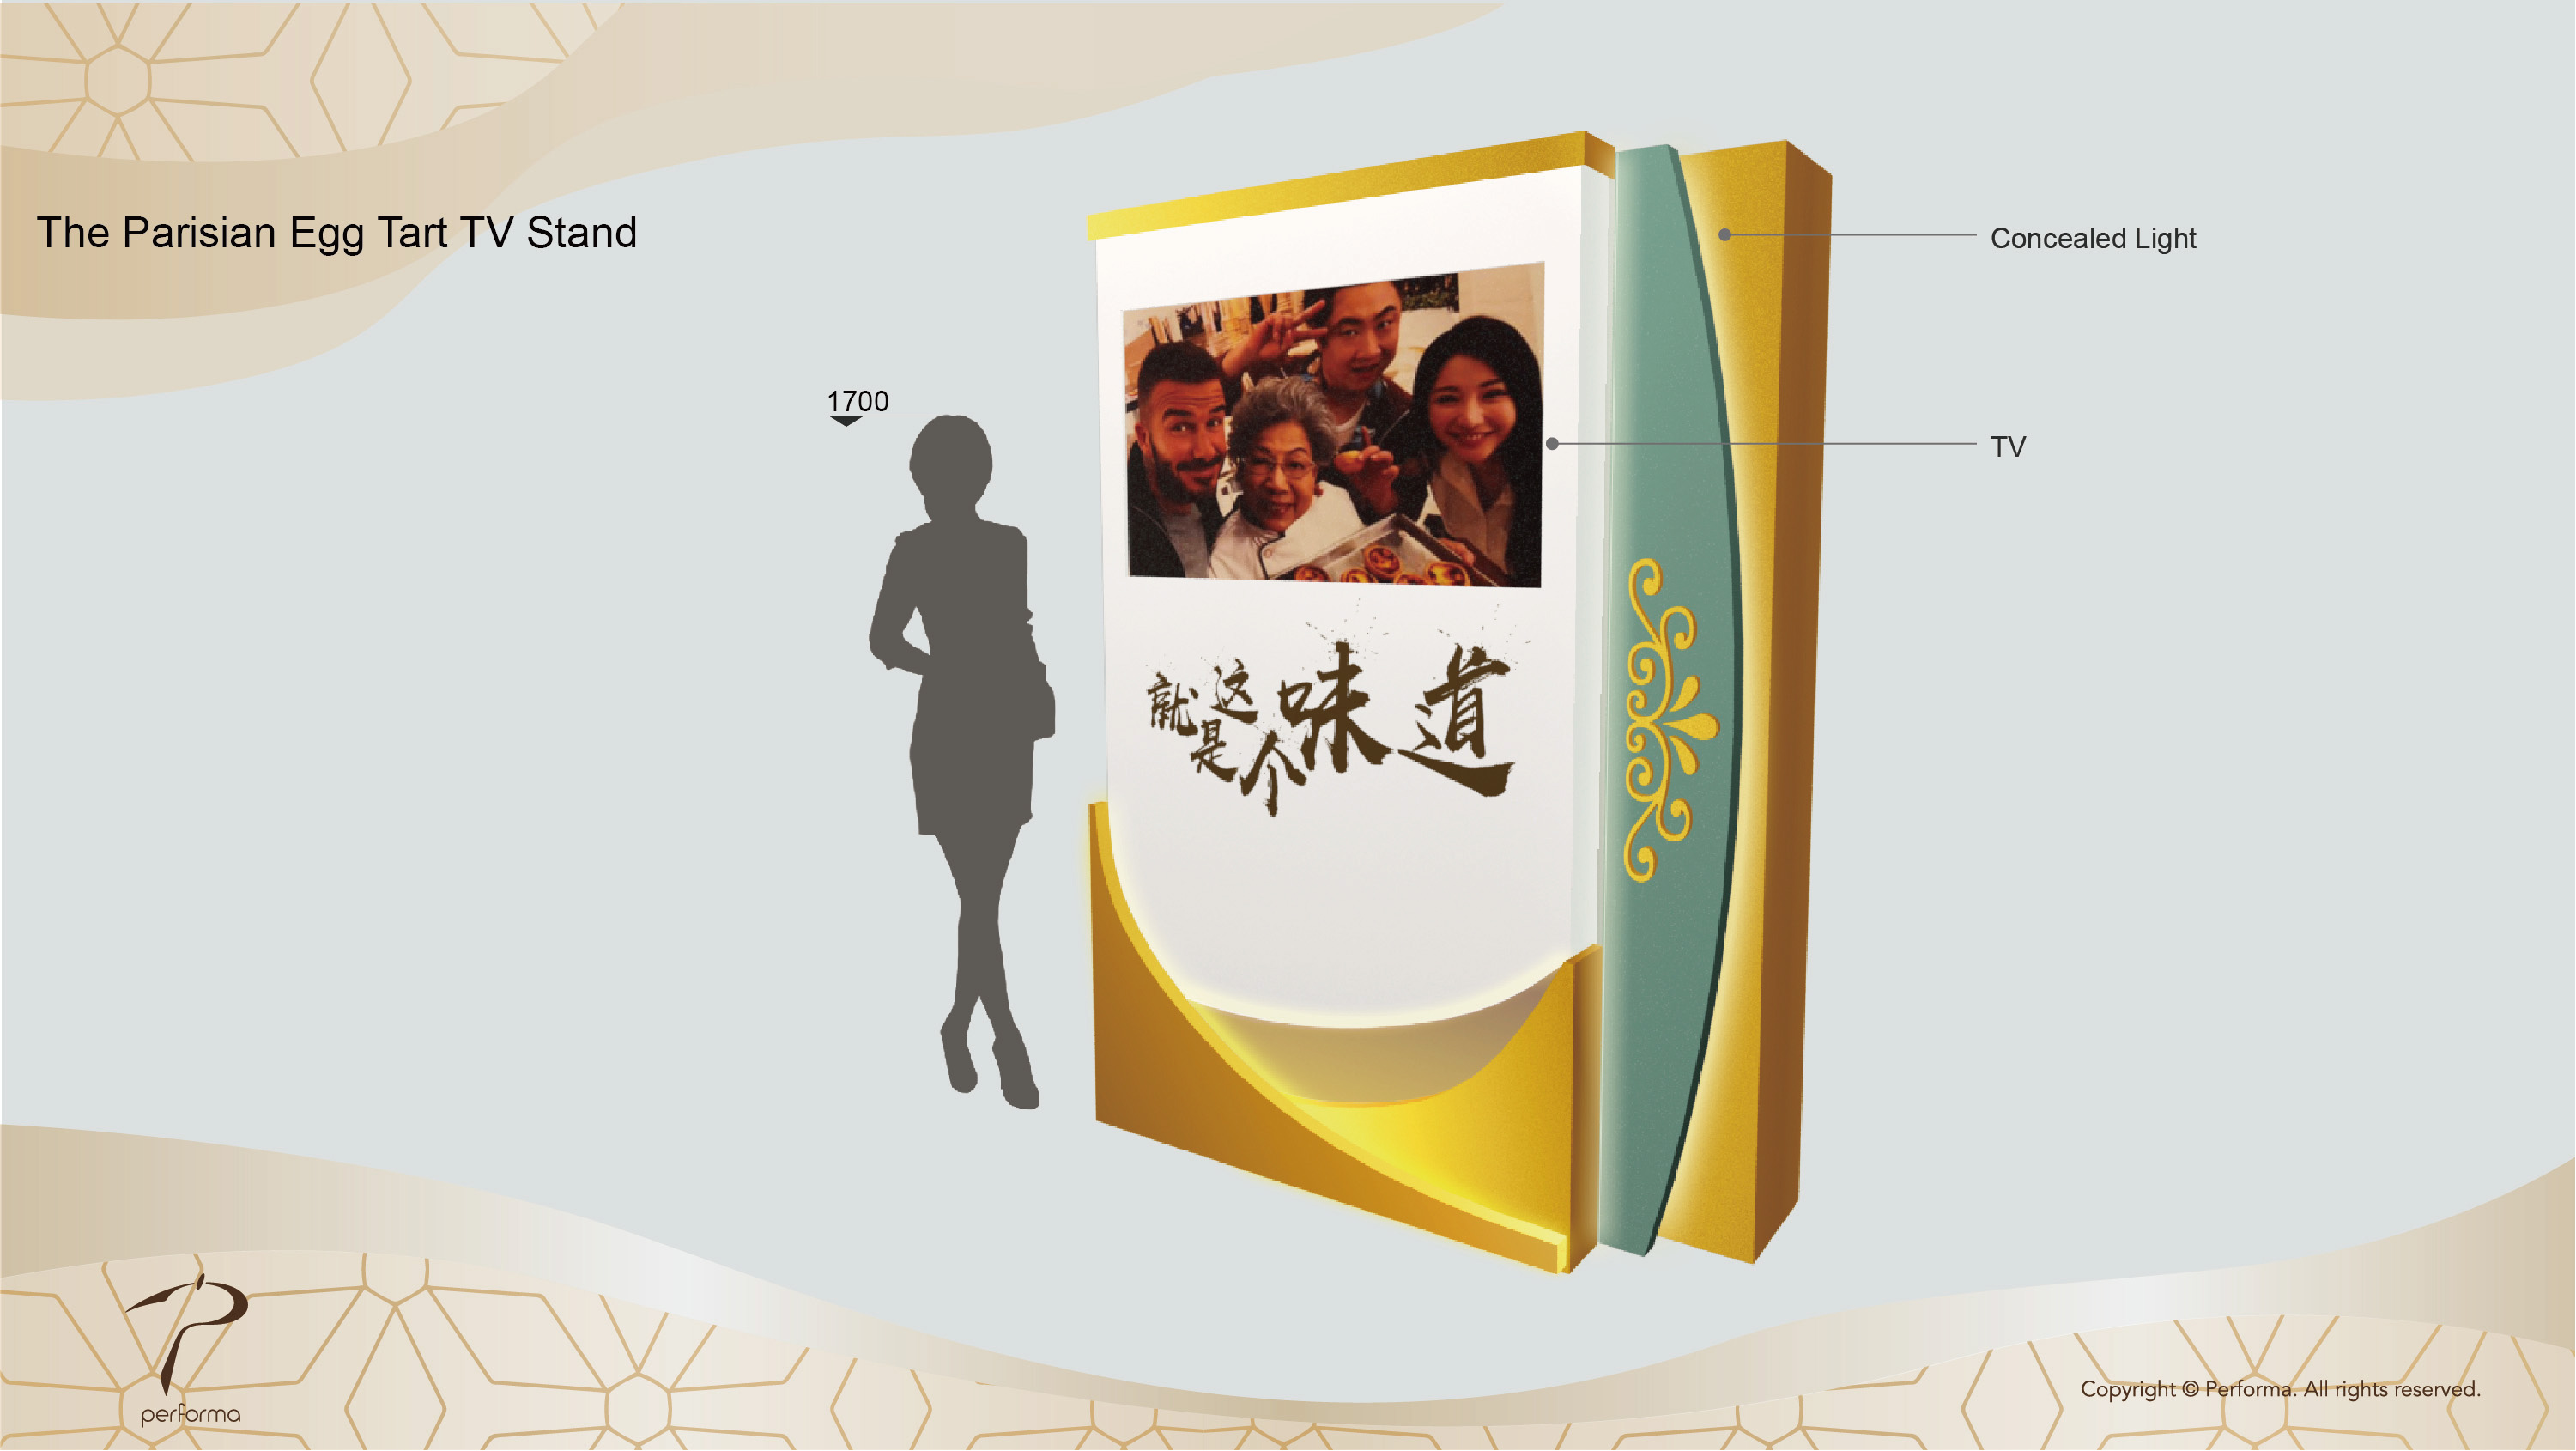 The Parisian Egg Tart TV Stand
Concealed Light
1700
TV
就是这个味道
performa
Copyright © Performa. All rights reserved.